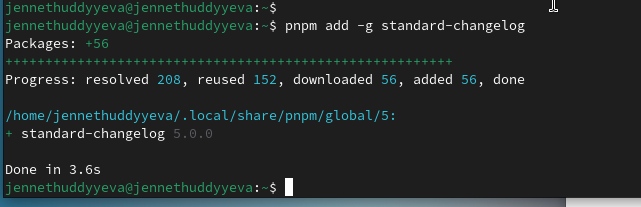 jennethuddyyeva@jennethuddyyeva:~$
jennethuddyyeva@jennethuddyyeva:~$ pnpm add -g standard-changelog
Packages: +56
++++++++++++++++++++++++++++++++++++++++++++++++++++++++
Progress: resolved 208, reused 152, downloaded 56, added 56, done
/home/jennethuddyyeva/.local/share/pnpm/global/5:
+ standard-changelog 5.0.0
Done in 3.6s
jennethuddyyeva@jennethuddyyeva:~$